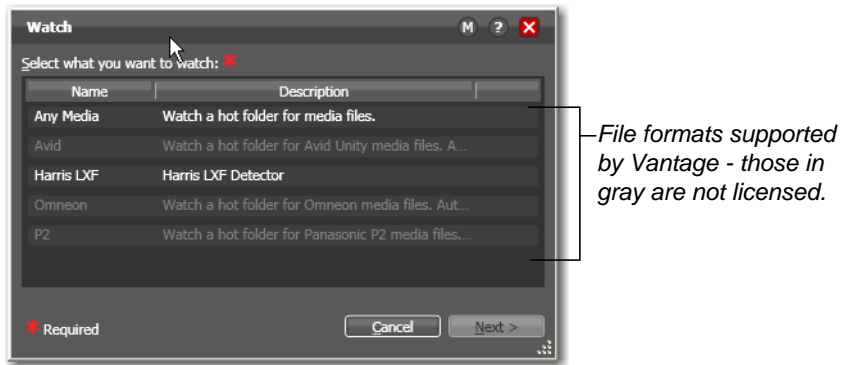 Watch
M ? X
Select what you want to watch: *
Name Description
Any Media Watch a hot folder for media files.
Avid Watch a hot folder for Avid Unity media files. A...
Harris LXF Harris LXF Detector
Omneon Watch a hot folder for Omneon media files. Aut...
P2 Watch a hot folder for Panasonic P2 media files....
* Required
Cancel Next >
File formats supported
by Vantage - those in
gray are not licensed.